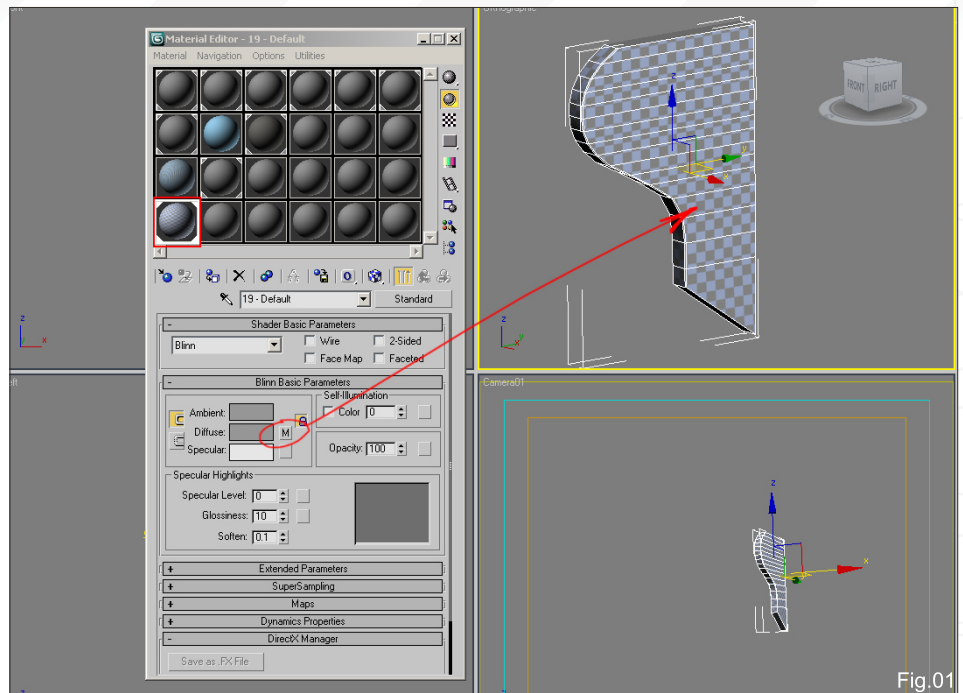 Orthographic
Material Editor - 19 - Default
Material Navigation Options Utilities
FRONT RIGHT
z
y
19 - Default Standard
Shader Basic Parameters
Blinn
Wire 2-Sided
Face Map Faceted
Blinn Basic Parameters
Self-Illumination
Ambient: Color 0
Diffuse: M
Specular: Opacity: 100
Specular Highlights
Specular Level: 0
Glossiness: 10
Soften: 0.1
Extended Parameters
SuperSampling
Maps
Dynamics Properties
DirectX Manager
Save as .FX File
z
x
z
y
x
Camera01
z
x
Fig.01